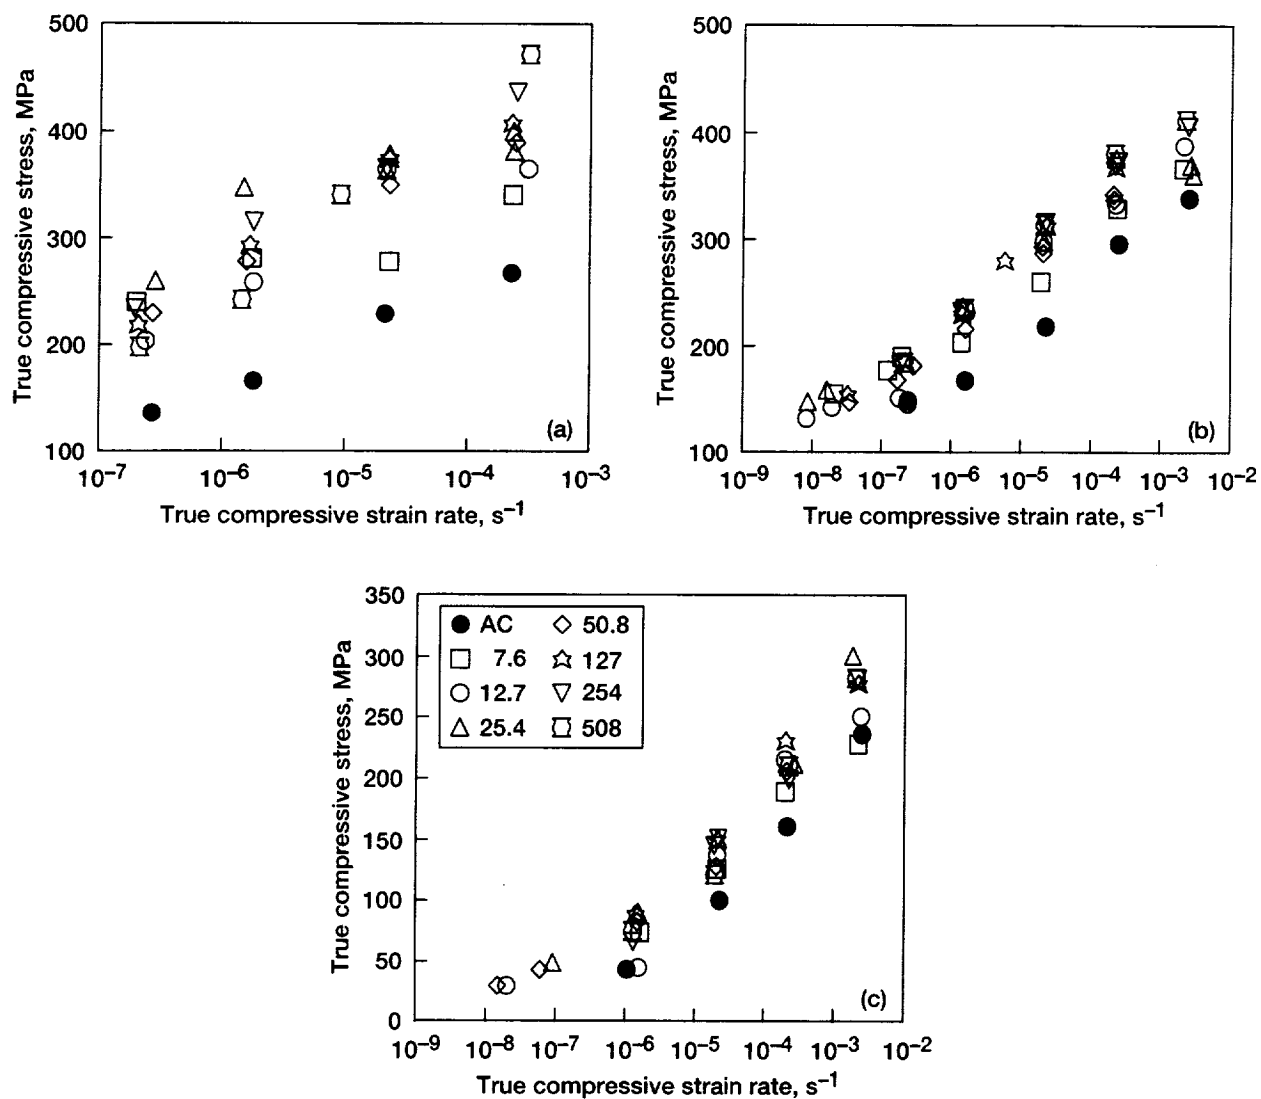 500
400
300
200
100
True compressive stress, MPa
(a)
10⁻⁷ 10⁻⁶ 10⁻⁵ 10⁻⁴ 10⁻³
True compressive strain rate, s⁻¹
500
400
300
200
100
True compressive stress, MPa
(b)
10⁻⁹ 10⁻⁸ 10⁻⁷ 10⁻⁶ 10⁻⁵ 10⁻⁴ 10⁻³ 10⁻²
True compressive strain rate, s⁻¹
350
300
250
200
150
100
50
0
True compressive stress, MPa
AC 50.8
7.6 127
12.7 254
25.4 508
(c)
10⁻⁹ 10⁻⁸ 10⁻⁷ 10⁻⁶ 10⁻⁵ 10⁻⁴ 10⁻³ 10⁻²
True compressive strain rate, s⁻¹